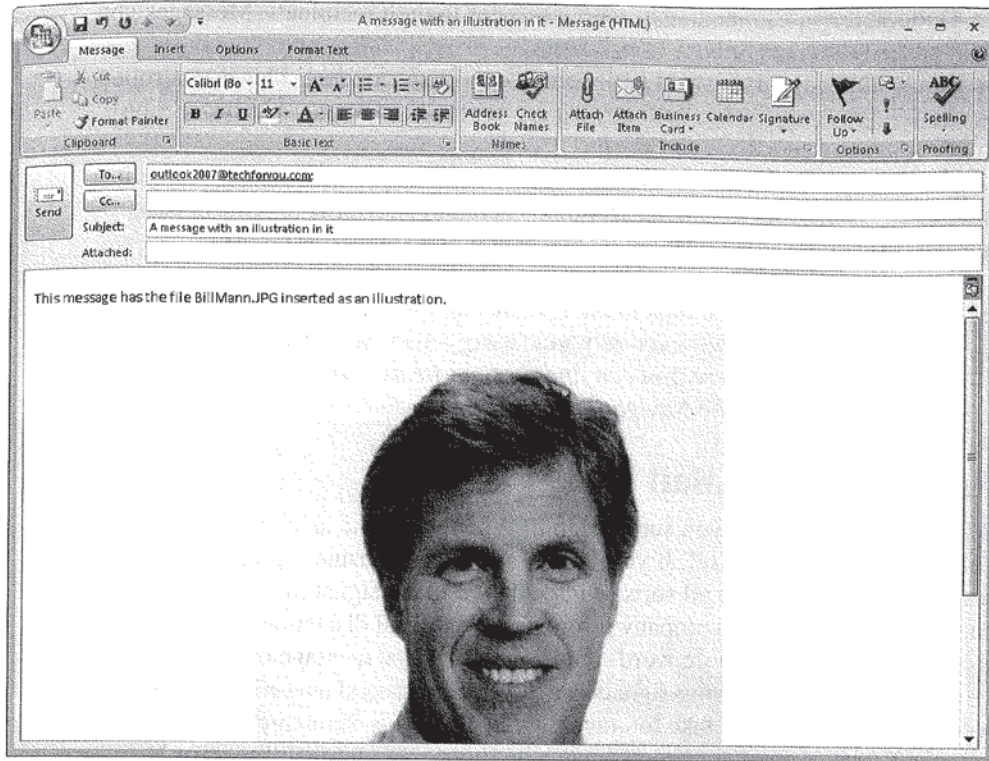 A message with an illustration in it - Message (HTML)
Message Insert Options Format Text
Paste
Cut
Copy
Format Painter
Clipboard
Calibri (Bo 11
B I U
Basic Text
Address Book
Check Names
Names
Attach File
Attach Item
Business Card
Calendar
Signature
Include
Follow Up
Options
ABC
Spelling
Proofing
Send
To...
outlook2007@techforyou.com;
Cc...
Subject:
A message with an illustration in it
Attached:
This message has the file BillMann.JPG inserted as an illustration.